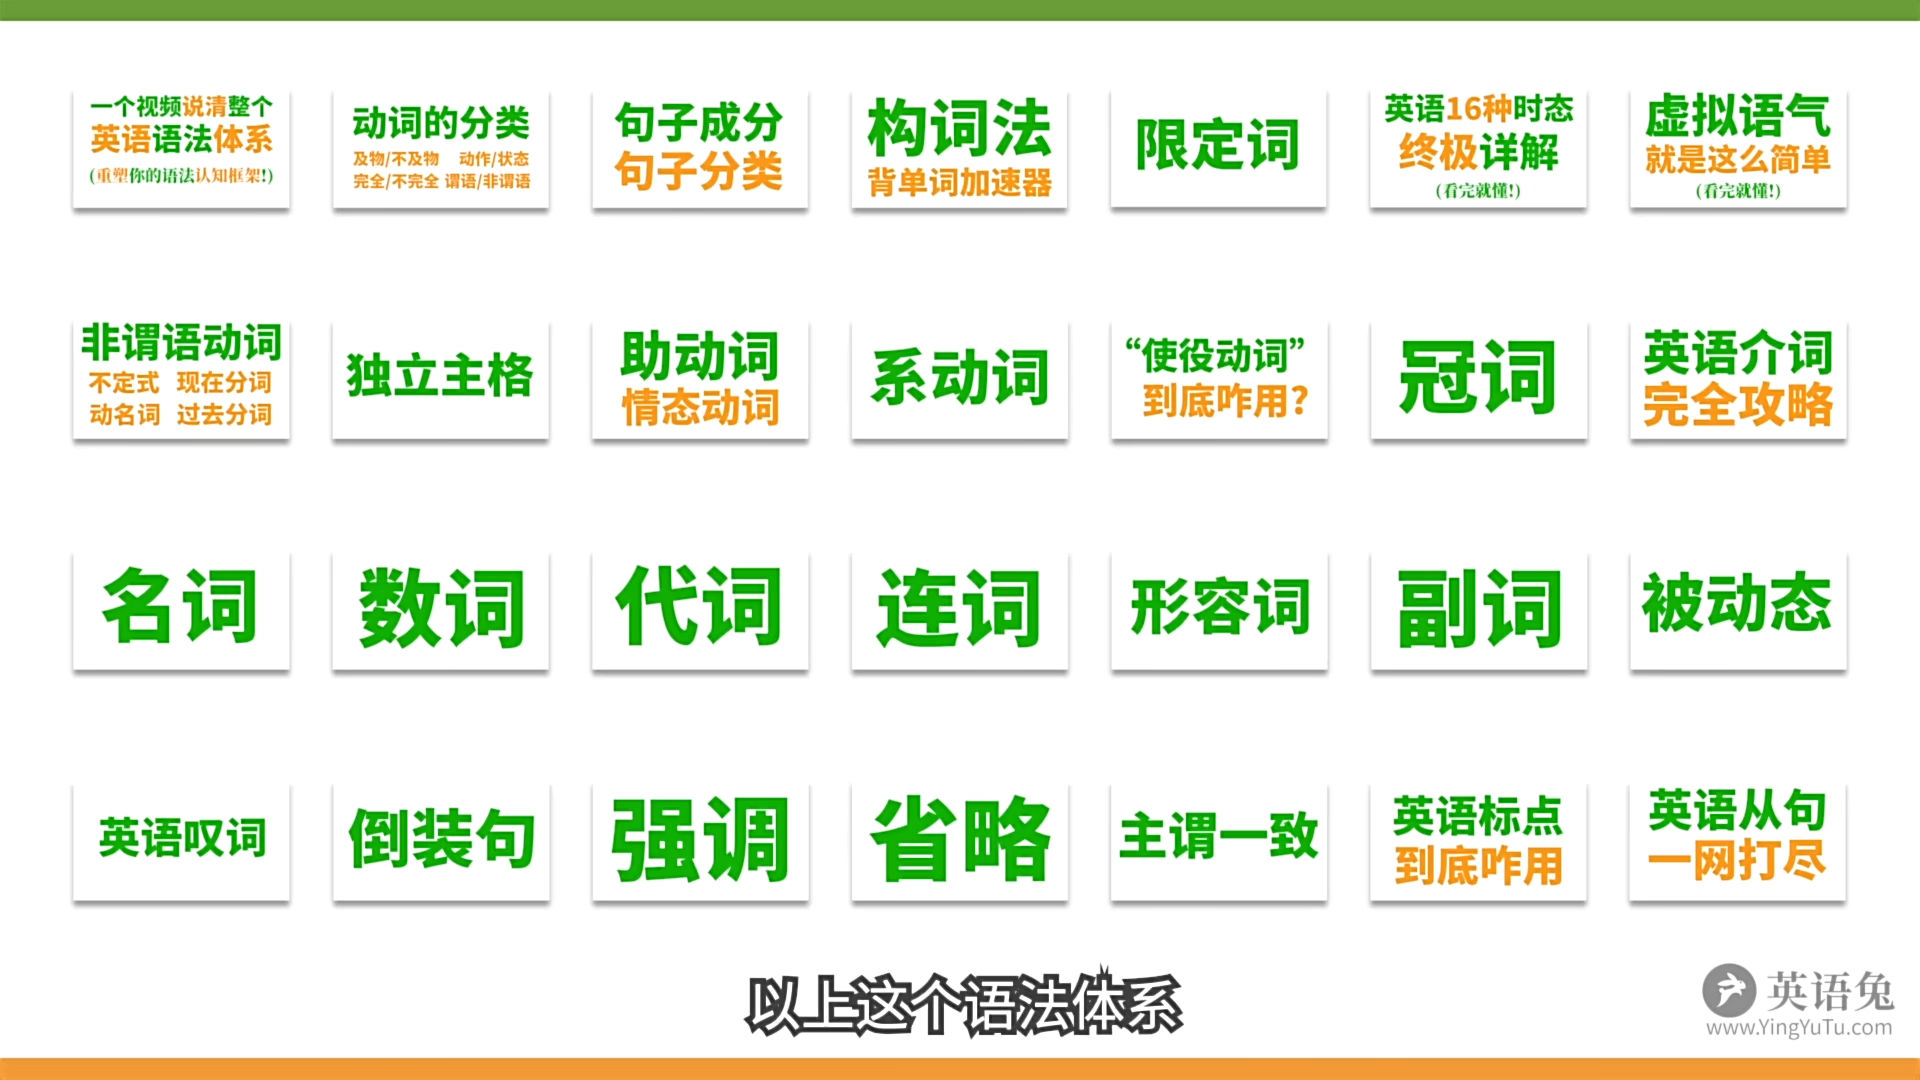 一个视频说清整个
英语语法体系
(重塑你的语法认知框架!)
动词的分类
及物/不及物 动作/状态
完全/不完全 谓语/非谓语
句子成分
句子分类
构词法
背单词加速器
限定词
英语16种时态
终极详解
(看完就懂!)
虚拟语气
就是这么简单
(看完就懂!)
非谓语动词
不定式 现在分词
动名词 过去分词
独立主格
助动词
情态动词
系动词
“使役动词”
到底咋用?
冠词
英语介词
完全攻略
名词
数词
代词
连词
形容词
副词
被动态
英语叹词
倒装句
强调
省略
主谓一致
英语标点
到底咋用
英语从句
一网打尽
以上这个语法体系
英语兔
www.YingYuTu.com